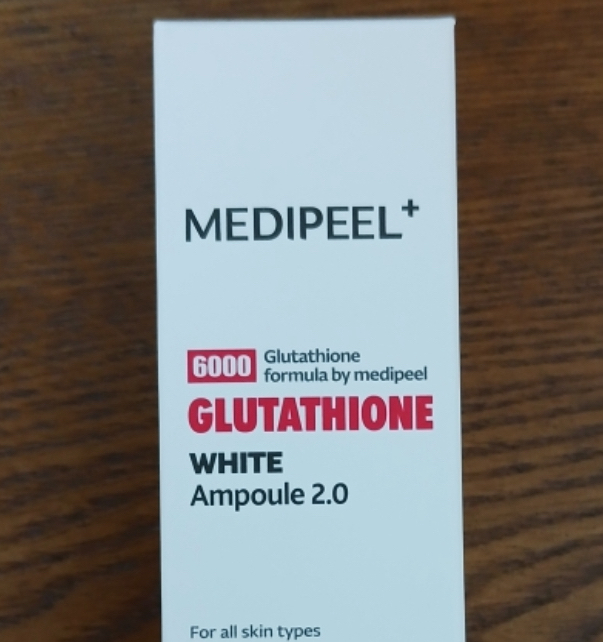 MEDIPEEL+
6000 Glutathione
formula by medipeel
GLUTATHIONE
WHITE
Ampoule 2.0
For all skin types